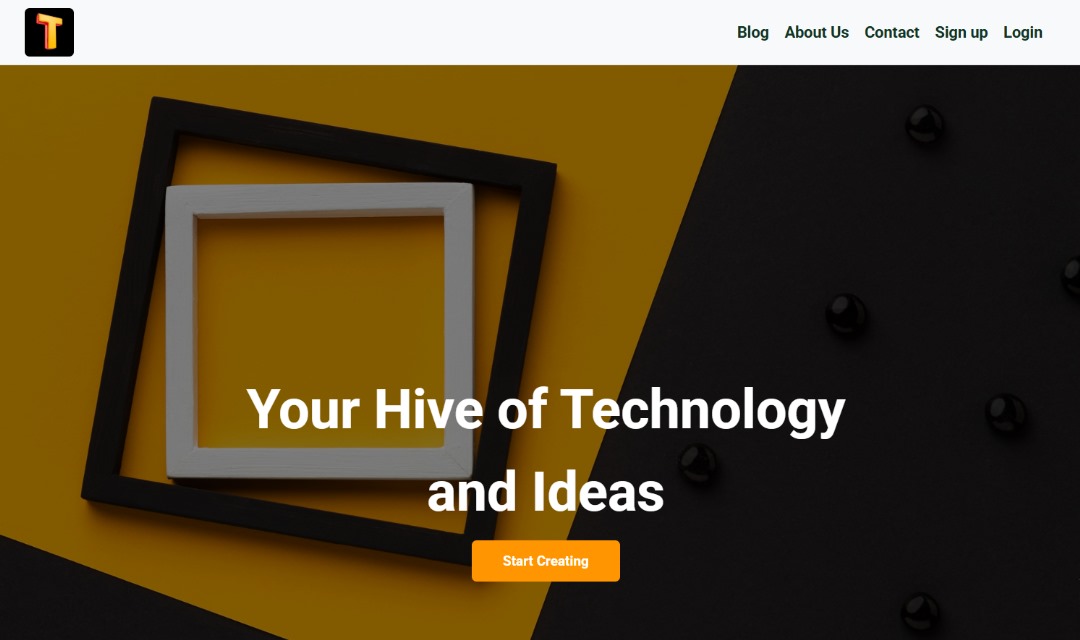 T
Blog About Us Contact Sign up Login
Your Hive of Technology
and Ideas
Start Creating